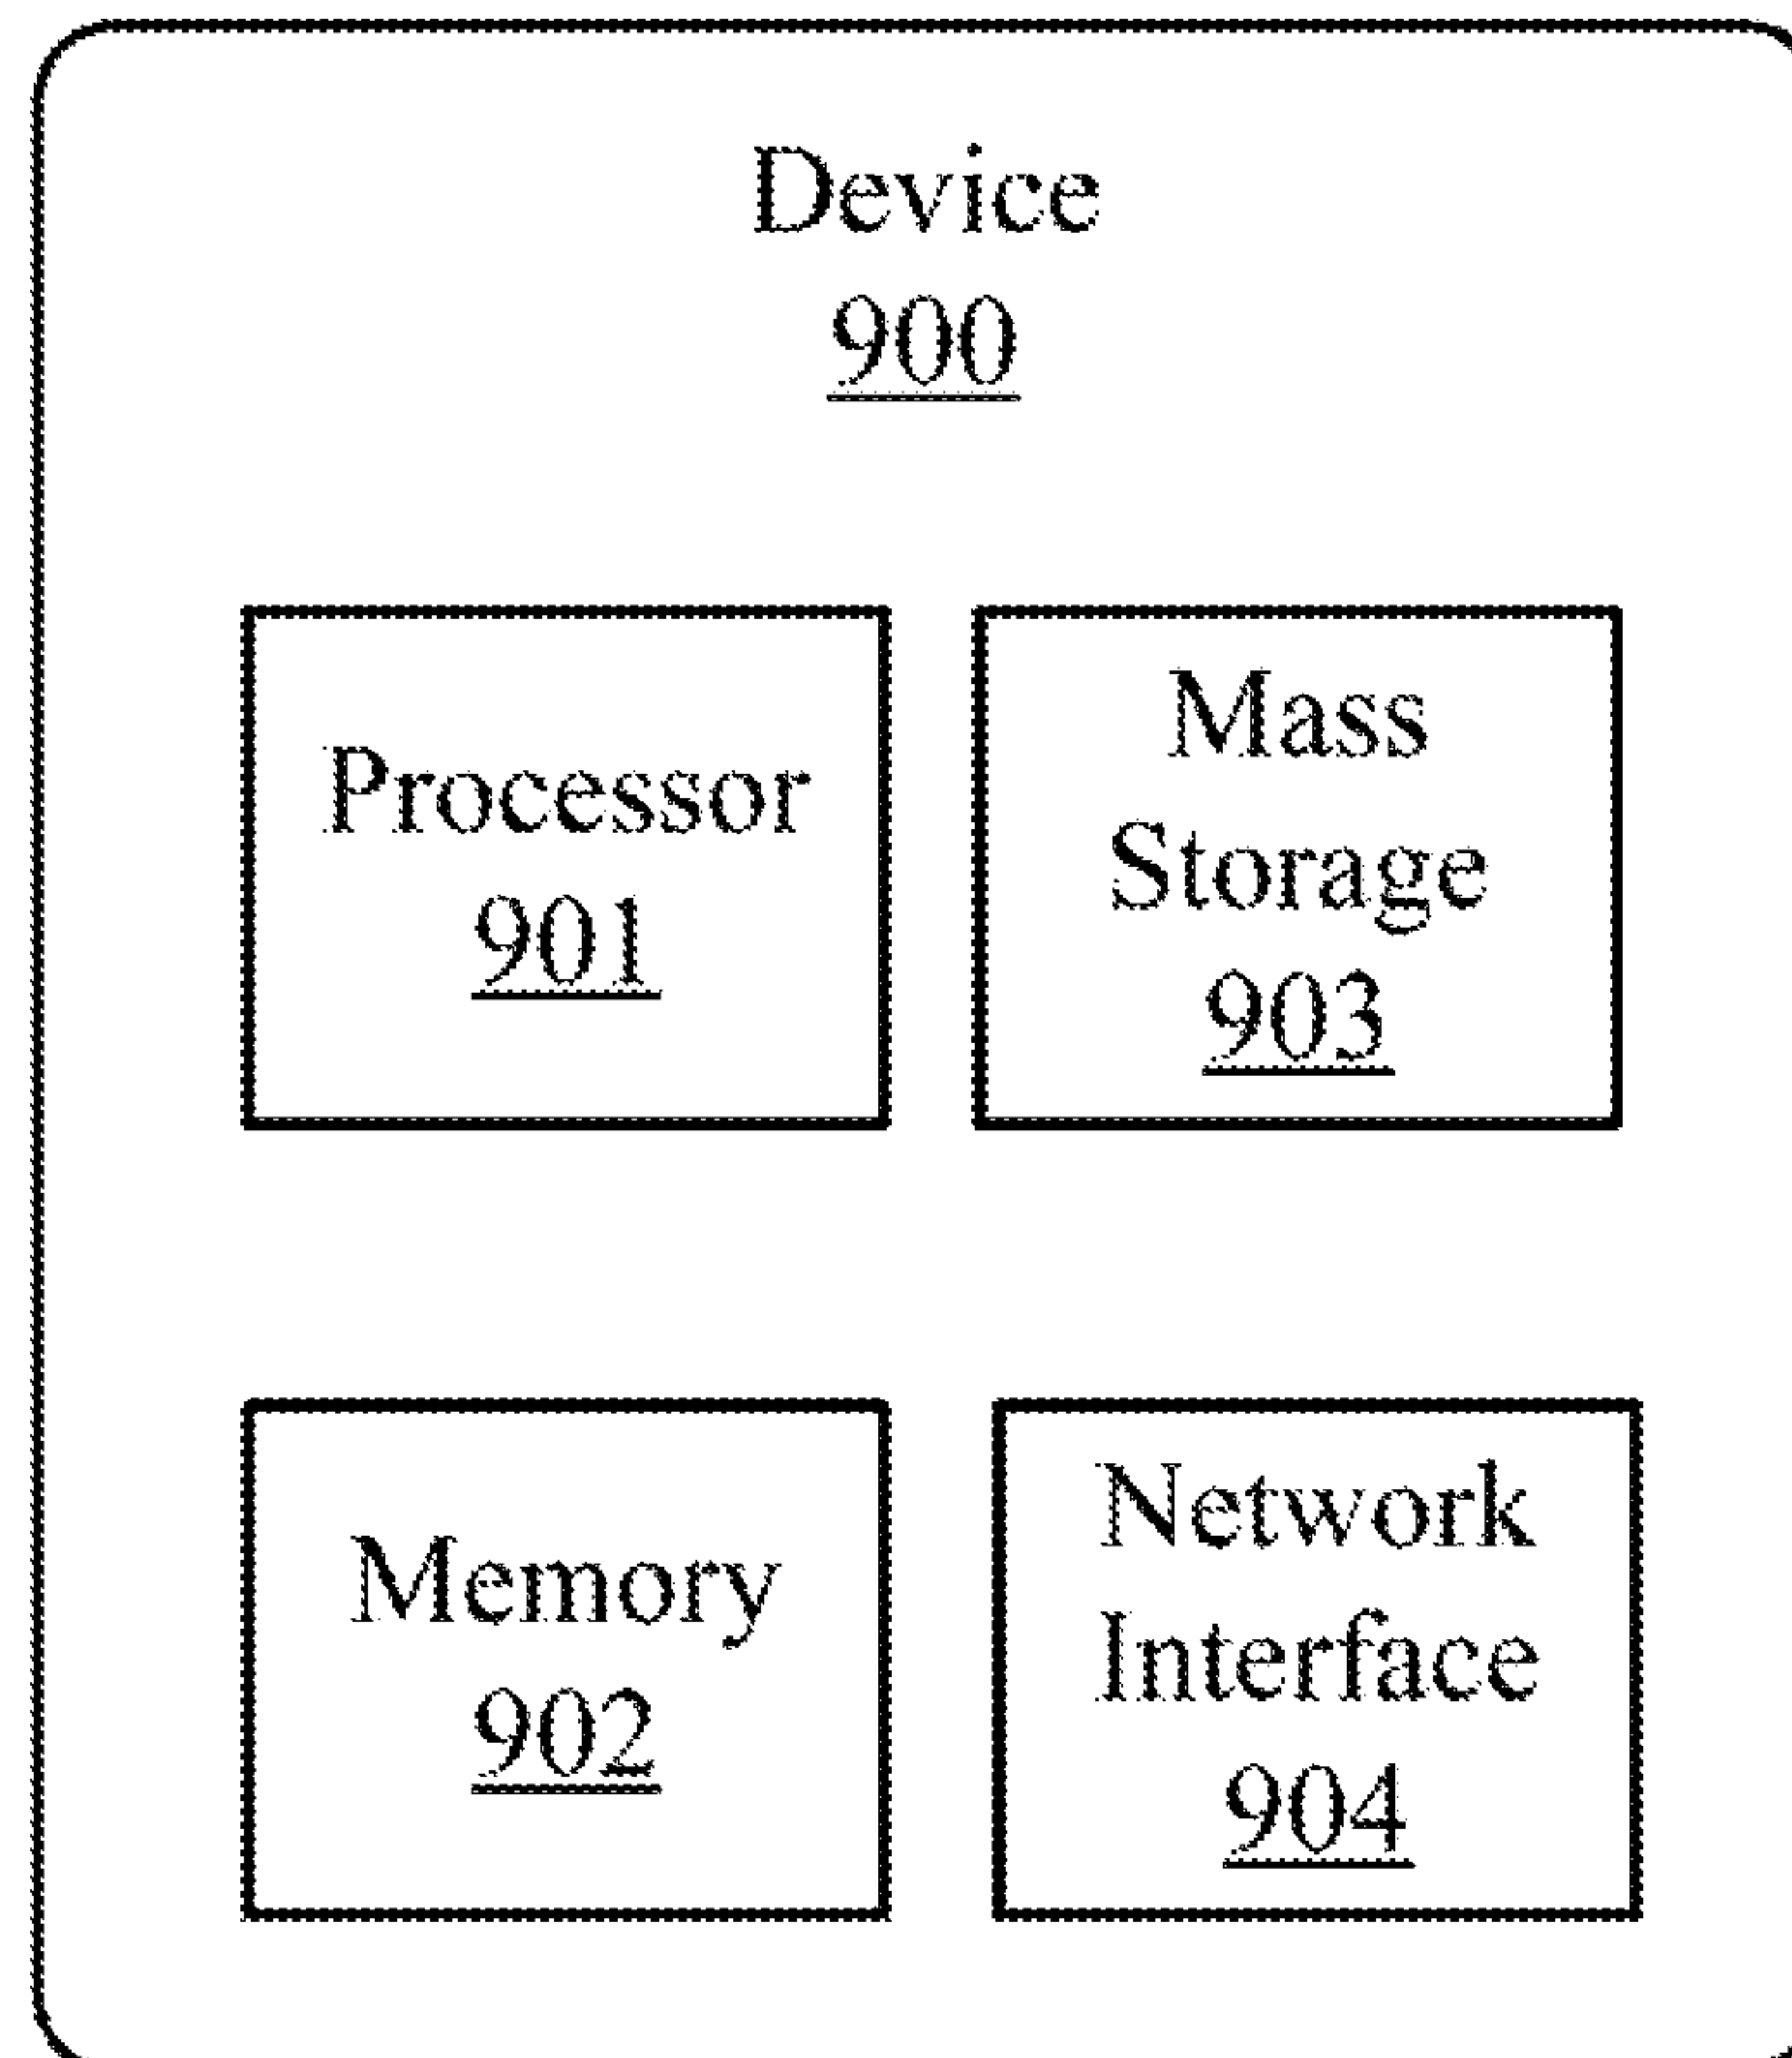 Device
900
Processor
901
Mass
Storage
903
Memory
902
Network
Interface
904